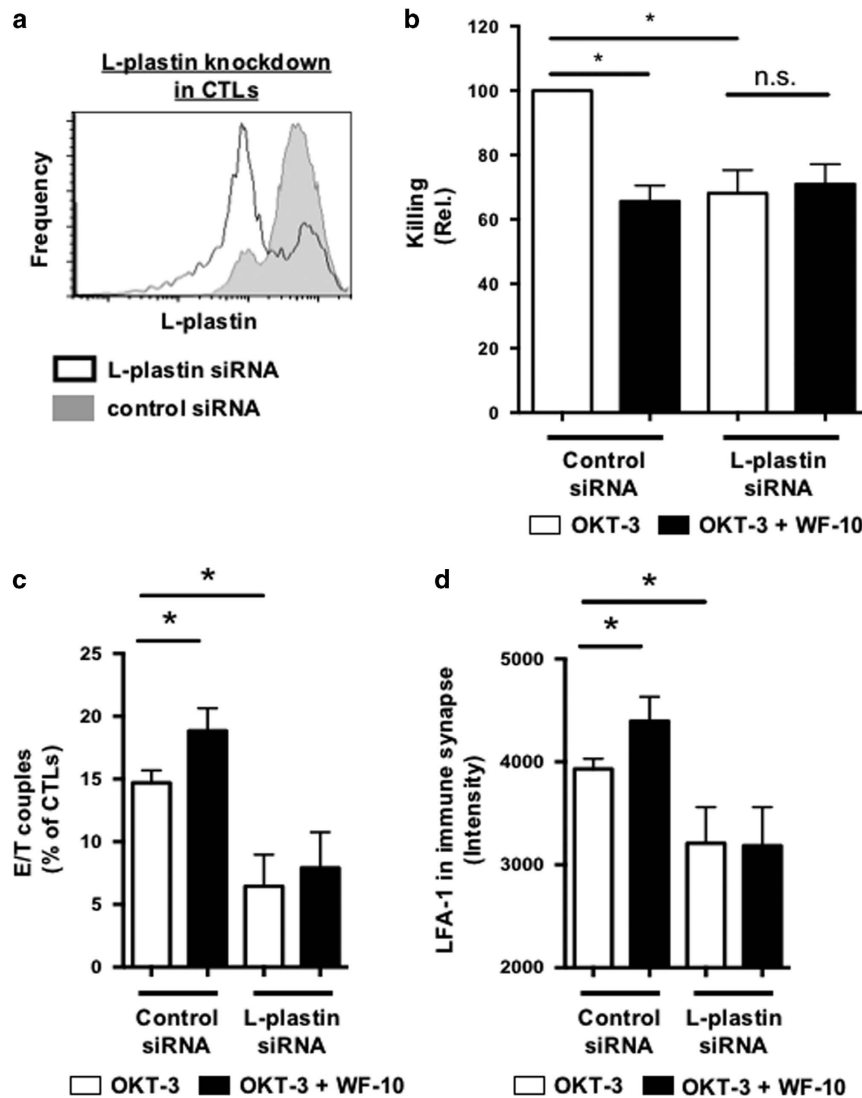 a
L-plastin knockdown
in CTLs
Frequency
L-plastin
L-plastin siRNA
control siRNA
b
*
*
n.s.
120
100
80
60
40
20
0
Killing
(Rel.)
Control
siRNA
L-plastin
siRNA
OKT-3
OKT-3 + WF-10
c
*
*
25
20
15
10
5
0
E/T couples
(% of CTLs)
Control
siRNA
L-plastin
siRNA
OKT-3
OKT-3 + WF-10
d
*
*
5000
4000
3000
2000
LFA-1 in immune synapse
(Intensity)
Control
siRNA
L-plastin
siRNA
OKT-3
OKT-3 + WF-10